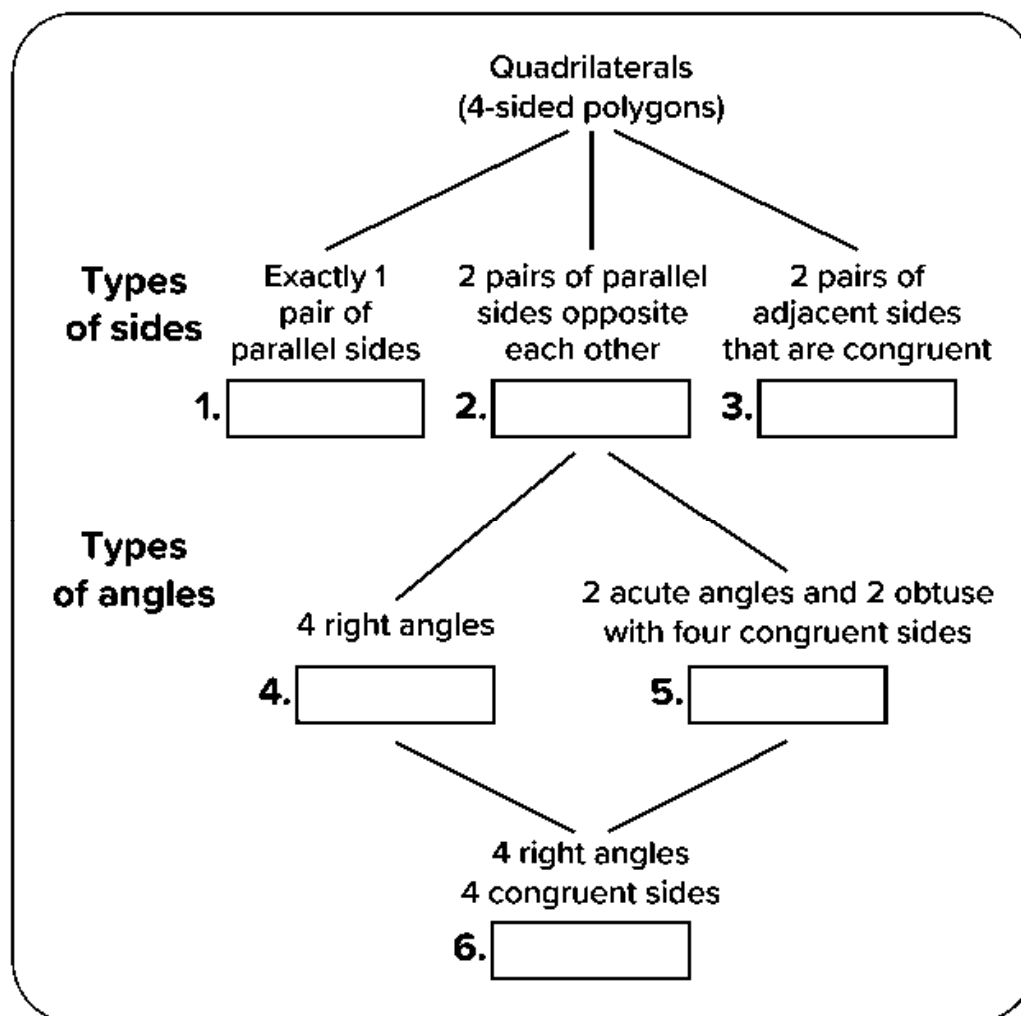 Quadrilaterals
(4-sided polygons)
Types
of sides
Exactly 1
pair of
parallel sides
2 pairs of parallel
sides opposite
each other
2 pairs of
adjacent sides
that are congruent
1.
2.
3.
Types
of angles
4 right angles
2 acute angles and 2 obtuse
with four congruent sides
4.
5.
4 right angles
4 congruent sides
6.